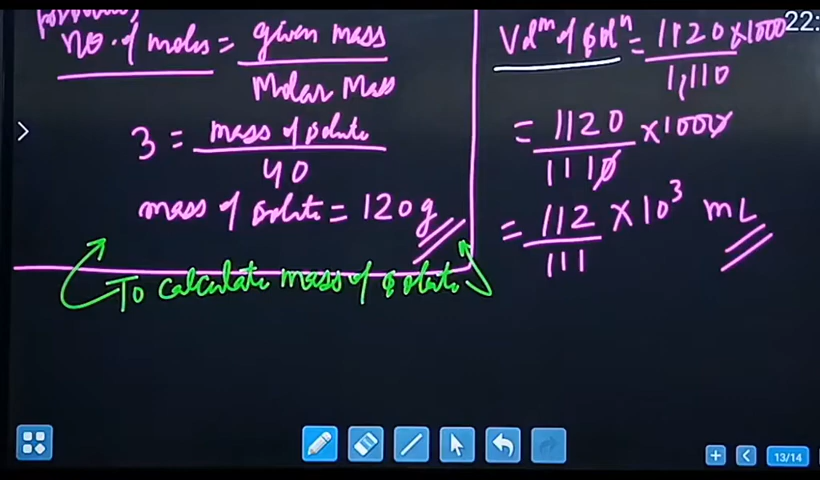 no. of moles = given mass / Molar Mass
3 = mass of solute / 40
mass of solute = 120g
To calculate mass of solute
Vol^m of sol^n = 1120 × 1000 / 1,110
= 1120 / 1110 × 1000
= 112 / 111 × 10^3 mL
22:
13/14